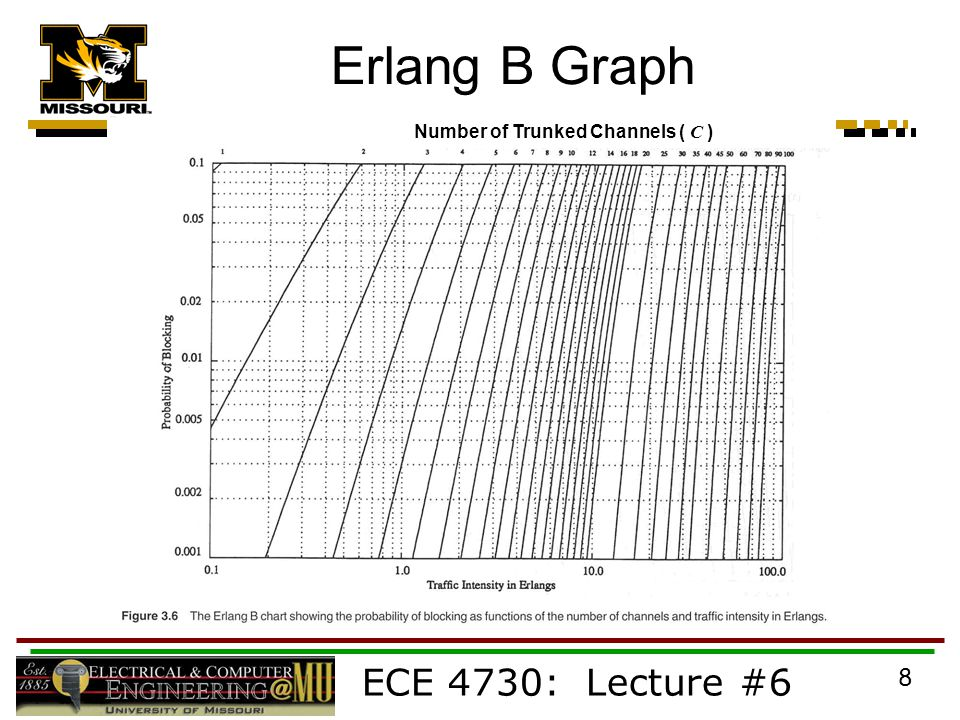 MISSOURI
Erlang B Graph
Number of Trunked Channels ( C )
1 2 3 4 5 6 7 8 9 10 12 14 16 18 20 25 30 35 40 45 50 60 70 80 90 100
0.1
0.05
0.02
0.01
0.005
0.002
0.001
Probability of Blocking
0.1 1.0 10.0 100.0
Traffic Intensity in Erlangs
Figure 3.6 The Erlang B chart showing the probability of blocking as functions of the number of channels and traffic intensity in Erlangs.
Est. 1885
ELECTRICAL & COMPUTER
ENGINEERING @MU
UNIVERSITY OF MISSOURI
ECE 4730: Lecture #6
8